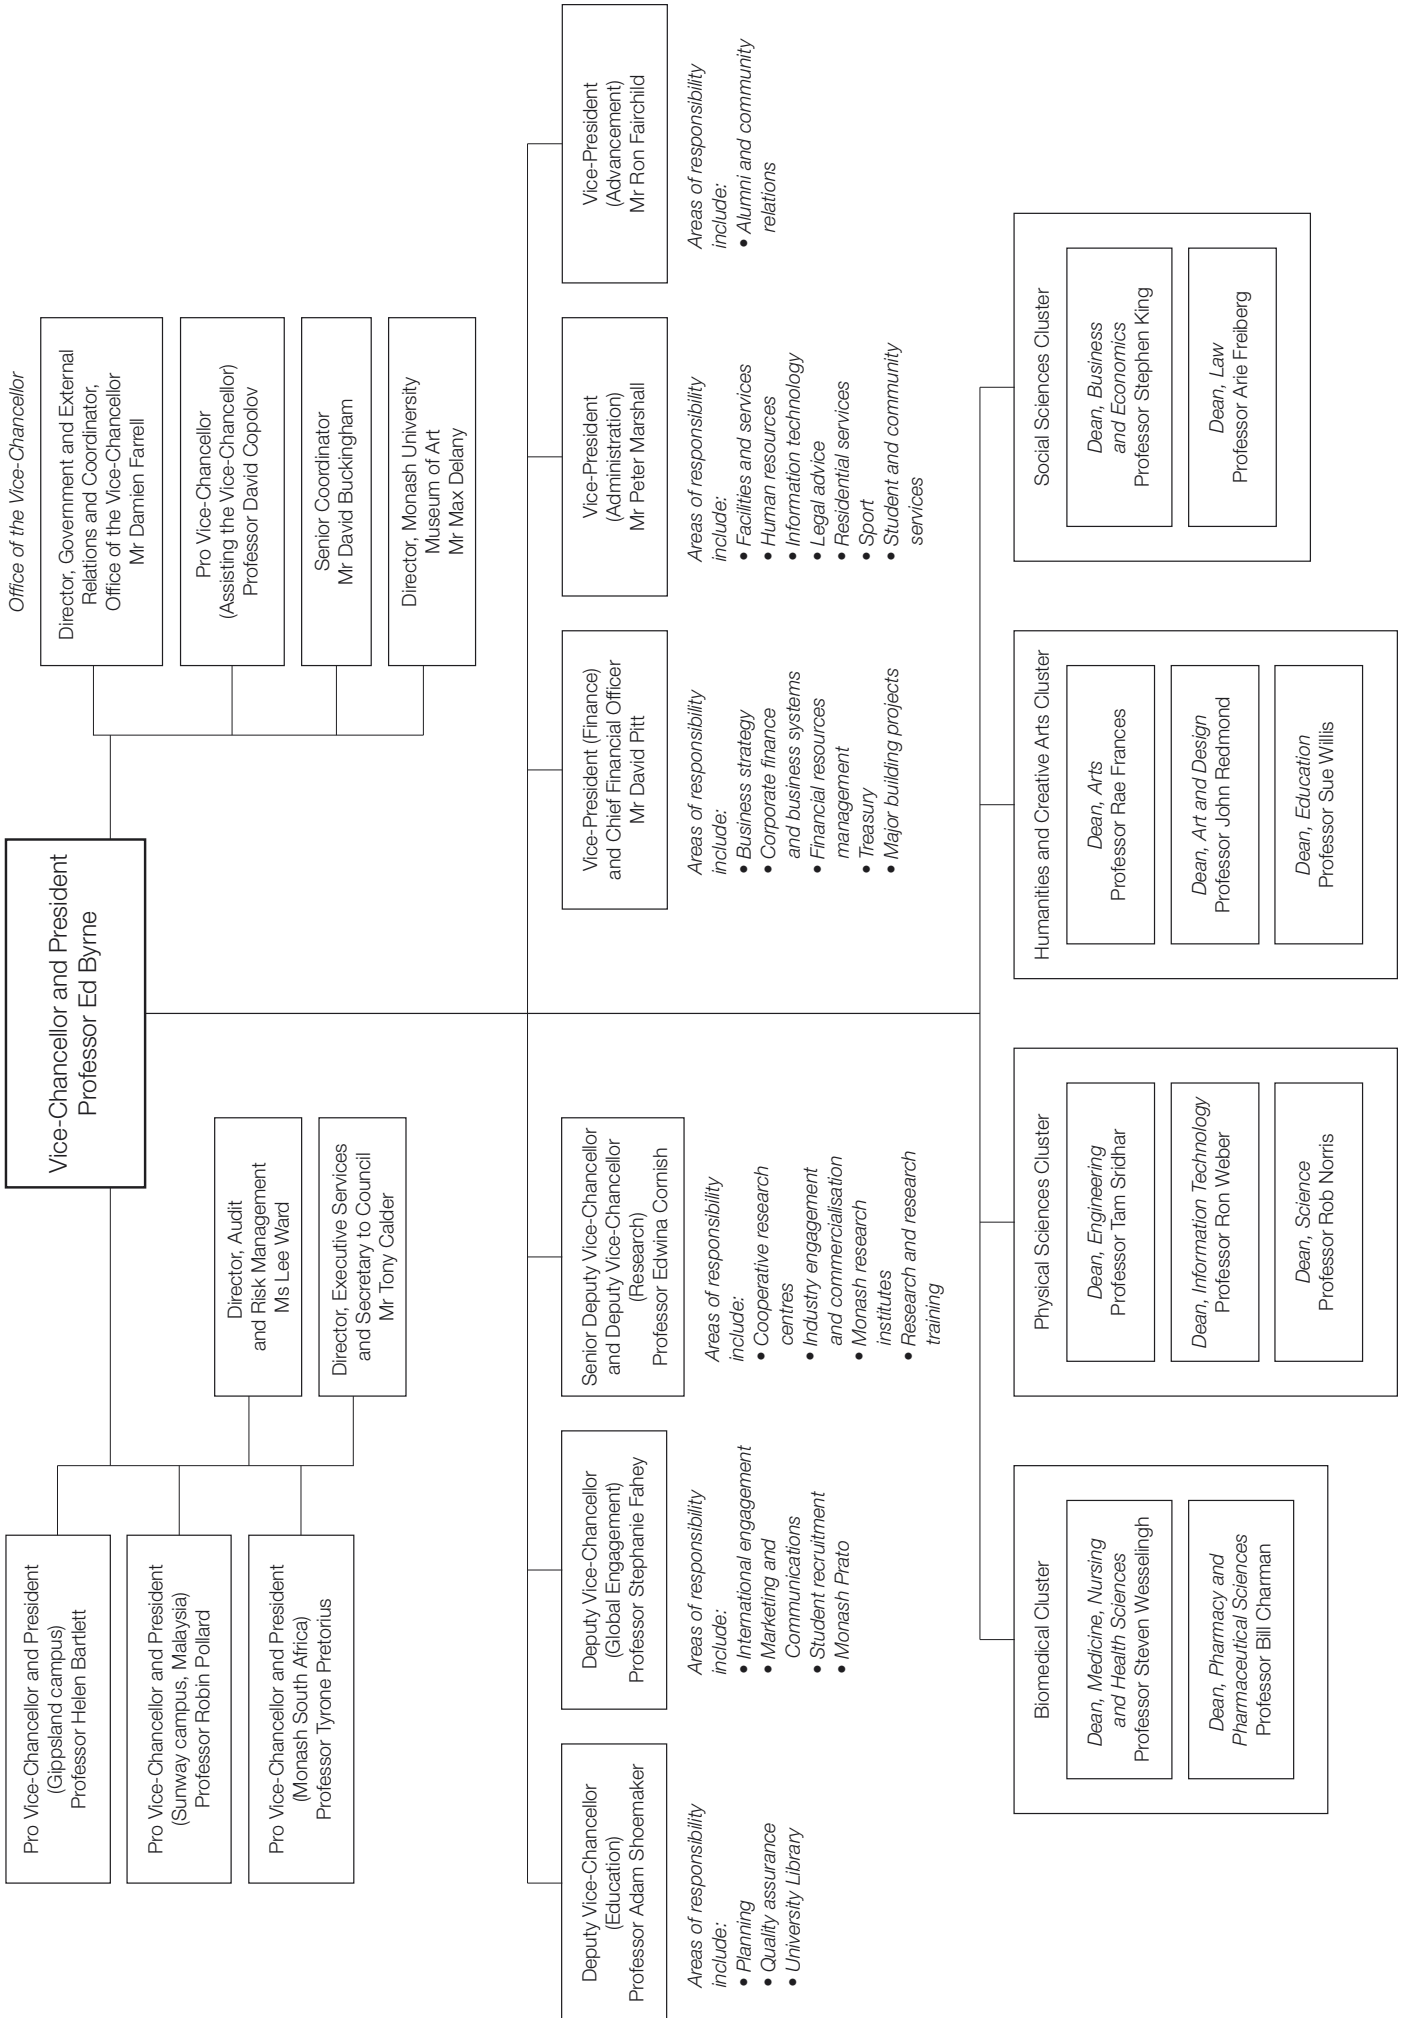 Vice-Chancellor and President
Professor Ed Byrne
Pro Vice-Chancellor and President
(Gippsland campus)
Professor Helen Bartlett
Pro Vice-Chancellor and President
(Sunway campus, Malaysia)
Professor Robin Pollard
Pro Vice-Chancellor and President
(Monash South Africa)
Professor Tyrone Pretorius
Director, Audit
and Risk Management
Ms Lee Ward
Director, Executive Services
and Secretary to Council
Mr Tony Calder
Office of the Vice-Chancellor
Director, Government and External
Relations and Coordinator,
Office of the Vice-Chancellor
Mr Damien Farrell
Pro Vice-Chancellor
(Assisting the Vice-Chancellor)
Professor David Copolov
Senior Coordinator
Mr David Buckingham
Director, Monash University
Museum of Art
Mr Max Delany
Deputy Vice-Chancellor
(Education)
Professor Adam Shoemaker
Areas of responsibility
include:
• Planning
• Quality assurance
• University Library
Deputy Vice-Chancellor
(Global Engagement)
Professor Stephanie Fahey
Areas of responsibility
include:
• International engagement
• Marketing and
Communications
• Student recruitment
• Monash Prato
Senior Deputy Vice-Chancellor
and Deputy Vice-Chancellor
(Research)
Professor Edwina Cornish
Areas of responsibility
include:
• Cooperative research
centres
• Industry engagement
and commercialisation
• Monash research
institutes
• Research and research
training
Vice-President (Finance)
and Chief Financial Officer
Mr David Pitt
Areas of responsibility
include:
• Business strategy
• Corporate finance
and business systems
• Financial resources
management
• Treasury
• Major building projects
Vice-President
(Administration)
Mr Peter Marshall
Areas of responsibility
include:
• Facilities and services
• Human resources
• Information technology
• Legal advice
• Residential services
• Sport
• Student and community
services
Vice-President
(Advancement)
Mr Ron Fairchild
Areas of responsibility
include:
• Alumni and community
relations
Biomedical Cluster
Dean, Medicine, Nursing
and Health Sciences
Professor Steven Wesselingh
Dean, Pharmacy and
Pharmaceutical Sciences
Professor Bill Charman
Physical Sciences Cluster
Dean, Engineering
Professor Tam Sridhar
Dean, Information Technology
Professor Ron Weber
Dean, Science
Professor Rob Norris
Humanities and Creative Arts Cluster
Dean, Arts
Professor Rae Frances
Dean, Art and Design
Professor John Redmond
Dean, Education
Professor Sue Willis
Social Sciences Cluster
Dean, Business
and Economics
Professor Stephen King
Dean, Law
Professor Arie Freiberg